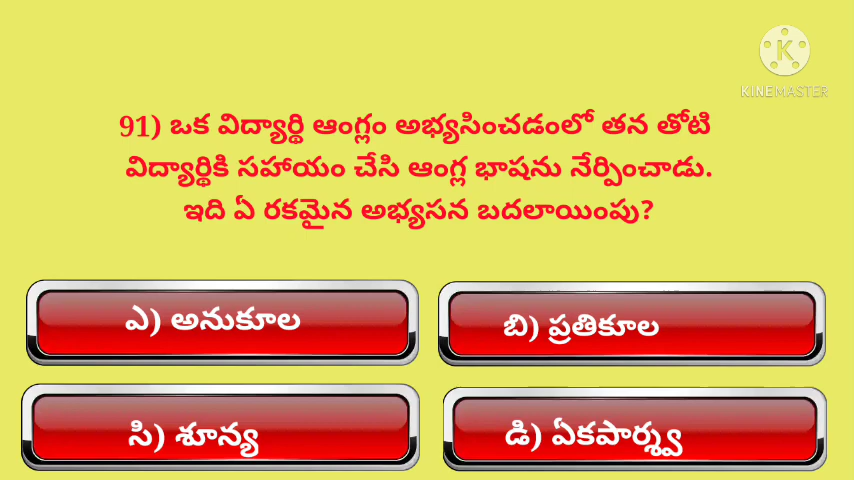 KINEMASTER
91) ఒక విద్యార్థి ఆంగ్లం అభ్యసించడంలో తన తోటి
విద్యార్థికి సహాయం చేసి ఆంగ్ల భాషను నేర్పించాడు.
ఇది ఏ రకమైన అభ్యసన బదలాయింపు?
ఎ) అనుకూల
బి) ప్రతికూల
సి) శూన్య
డి) ఏకపార్శ్వ